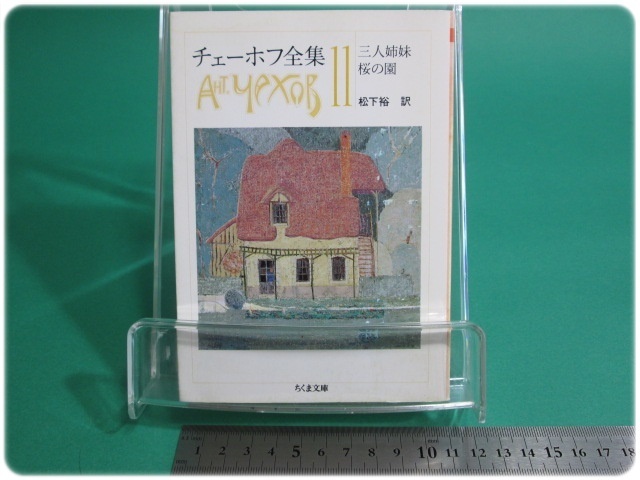 チェーホフ全集 11
Ант. Чехов
三人姉妹
桜の園
松下裕 訳
ちくま文庫
1 2 3 4 5 6 7 8 9 10 11 12 13 14 15 16 17 18